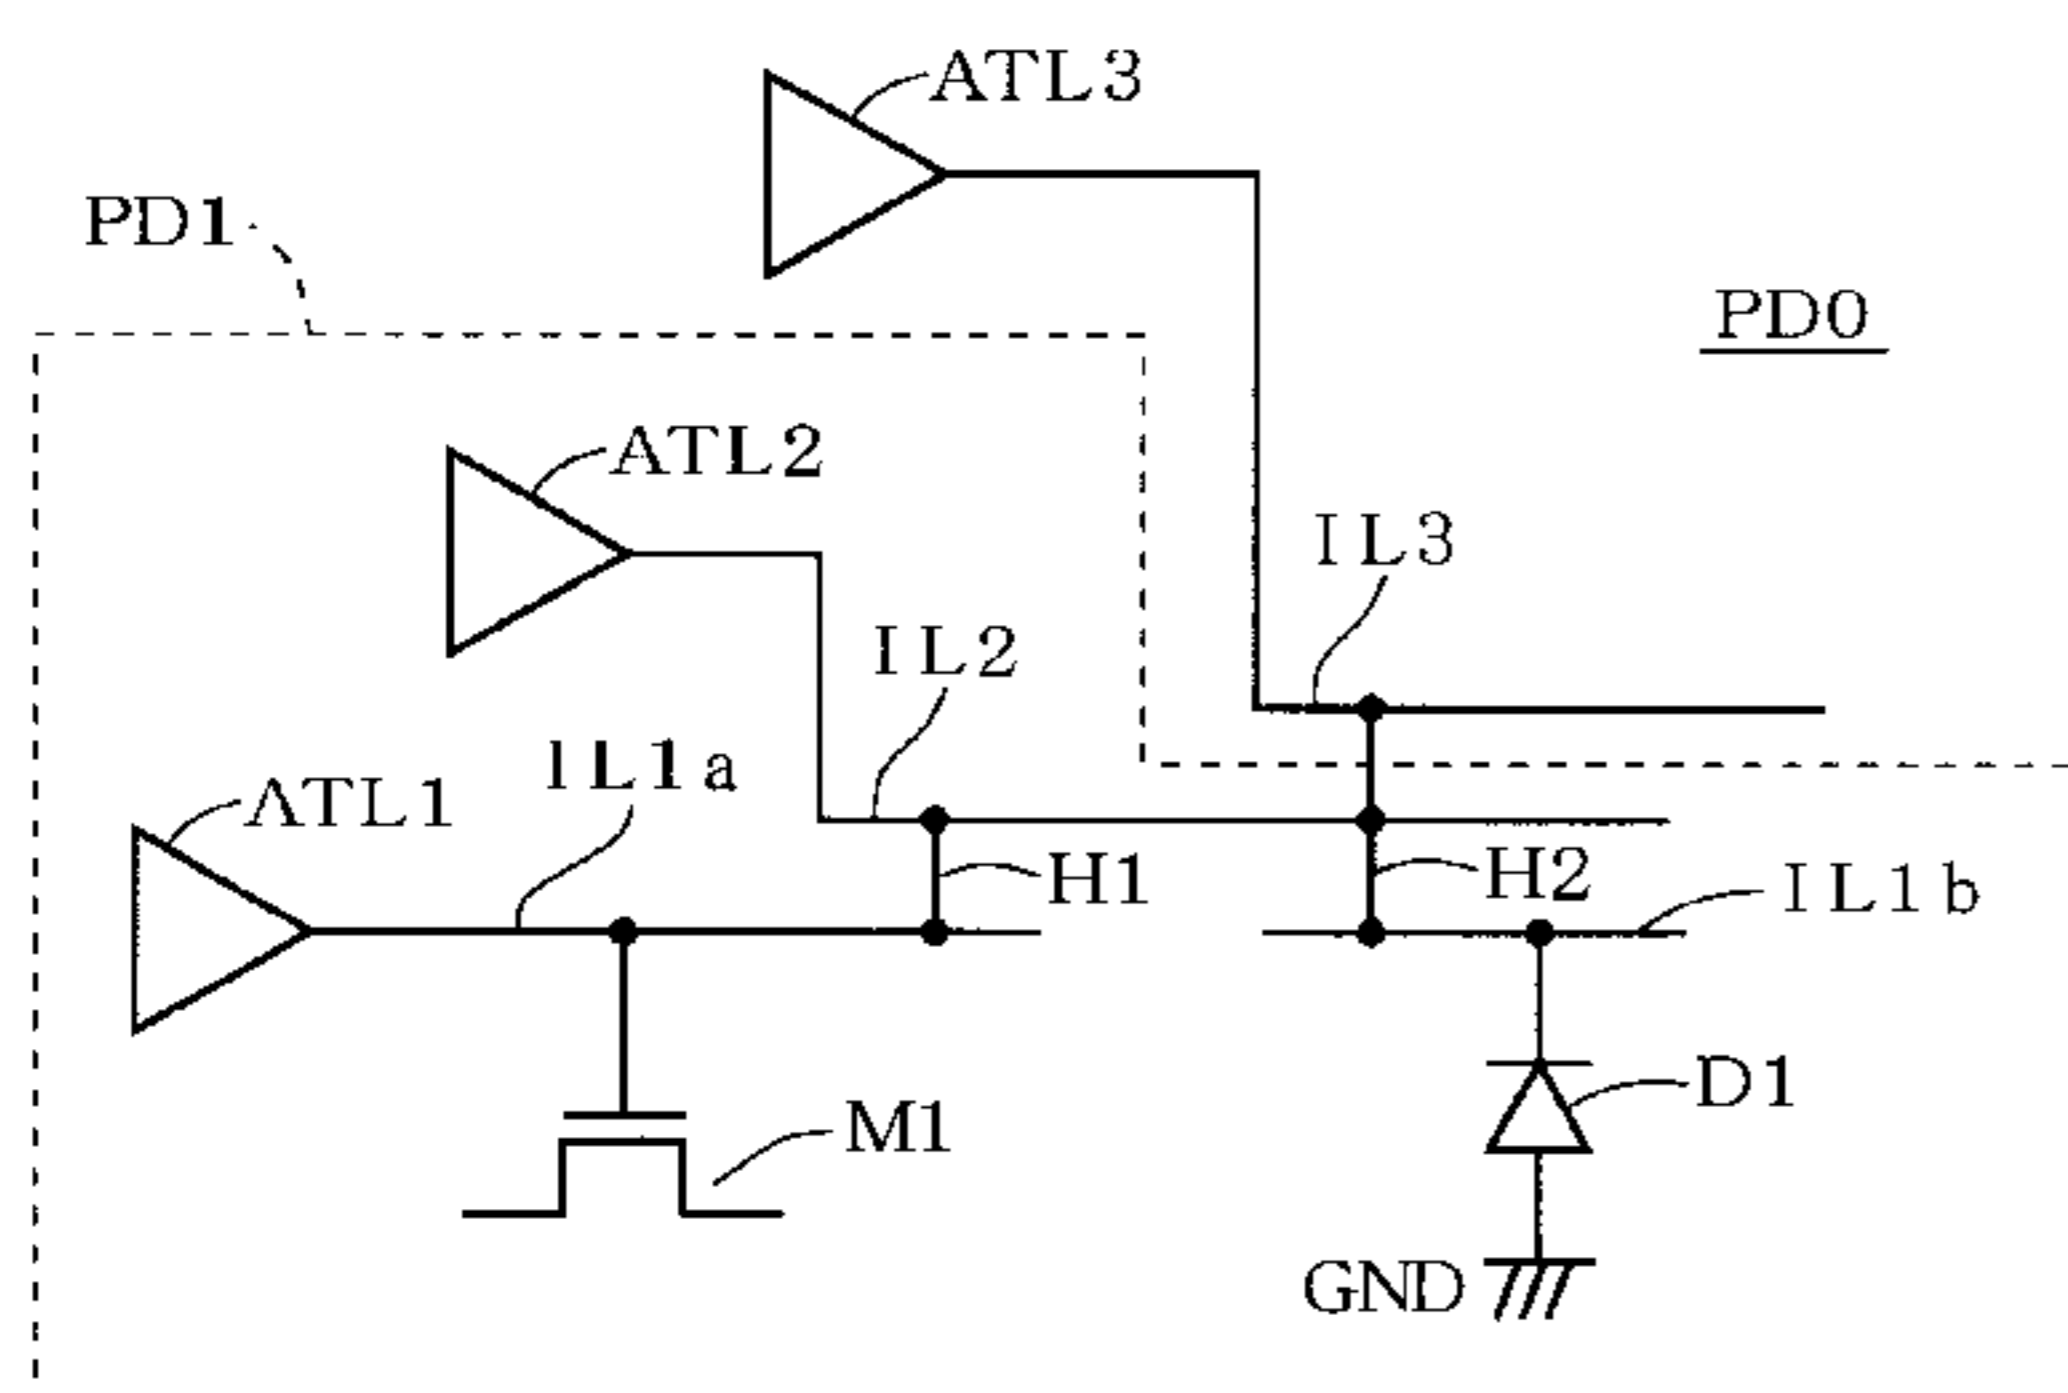 ATL3
PD1
PD0
ATL2
IL3
IL2
IL1a
ATL1
H1
H2
IL1b
D1
M1
GND